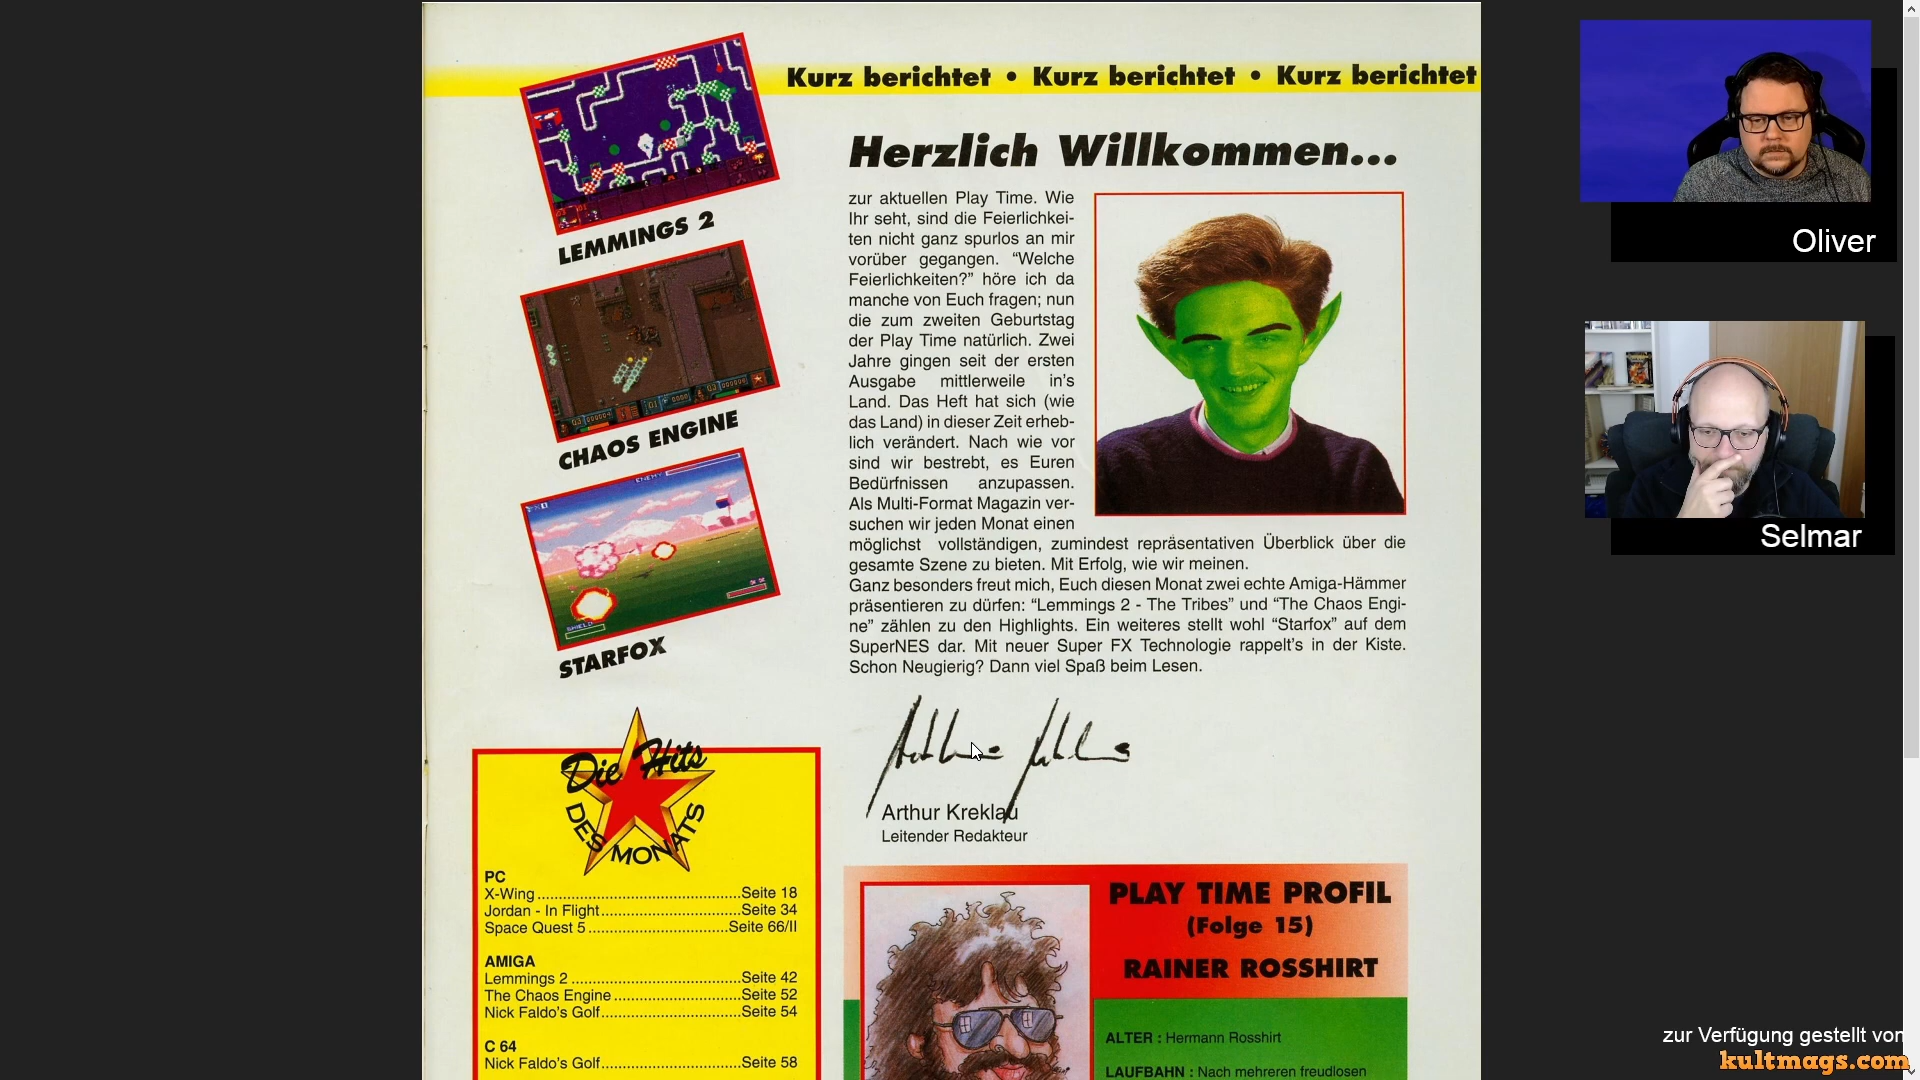 Kurz berichtet • Kurz berichtet • Kurz berichtet
LEMMINGS 2
CHAOS ENGINE
STARFOX
Herzlich Willkommen...
zur aktuellen Play Time. Wie
Ihr seht, sind die Feierlichkei-
ten nicht ganz spurlos an mir
vorüber gegangen. “Welche
Feierlichkeiten?” höre ich da
manche von Euch fragen; nun
die zum zweiten Geburtstag
der Play Time natürlich. Zwei
Jahre gingen seit der ersten
Ausgabe mittlerweile in's
Land. Das Heft hat sich (wie
das Land) in dieser Zeit erheb-
lich verändert. Nach wie vor
sind wir bestrebt, es Euren
Bedürfnissen anzupassen.
Als Multi-Format Magazin ver-
suchen wir jeden Monat einen
möglichst vollständigen, zumindest repräsentativen Überblick über die
gesamte Szene zu bieten. Mit Erfolg, wie wir meinen.
Ganz besonders freut mich, Euch diesen Monat zwei echte Amiga-Hämmer
präsentieren zu dürfen: “Lemmings 2 - The Tribes” und “The Chaos Engi-
ne” zählen zu den Highlights. Ein weiteres stellt wohl “Starfox” auf dem
SuperNES dar. Mit neuer Super FX Technologie rappelt's in der Kiste.
Schon Neugierig? Dann viel Spaß beim Lesen.
Arthur Kreklau
Leitender Redakteur
Die Hits
DES MONATS
PC
X-Wing ..........Seite 18
Jordan - In Flight..........Seite 34
Space Quest 5 ..........Seite 66/II
AMIGA
Lemmings 2 ..........Seite 42
The Chaos Engine ..........Seite 52
Nick Faldo's Golf..........Seite 54
C 64
Nick Faldo's Golf..........Seite 58
PLAY TIME PROFIL
(Folge 15)
RAINER ROSSHIRT
ALTER : Hermann Rosshirt
LAUFBAHN : Nach mehreren freudlosen
Oliver
Selmar
zur Verfügung gestellt von
kultmags.com